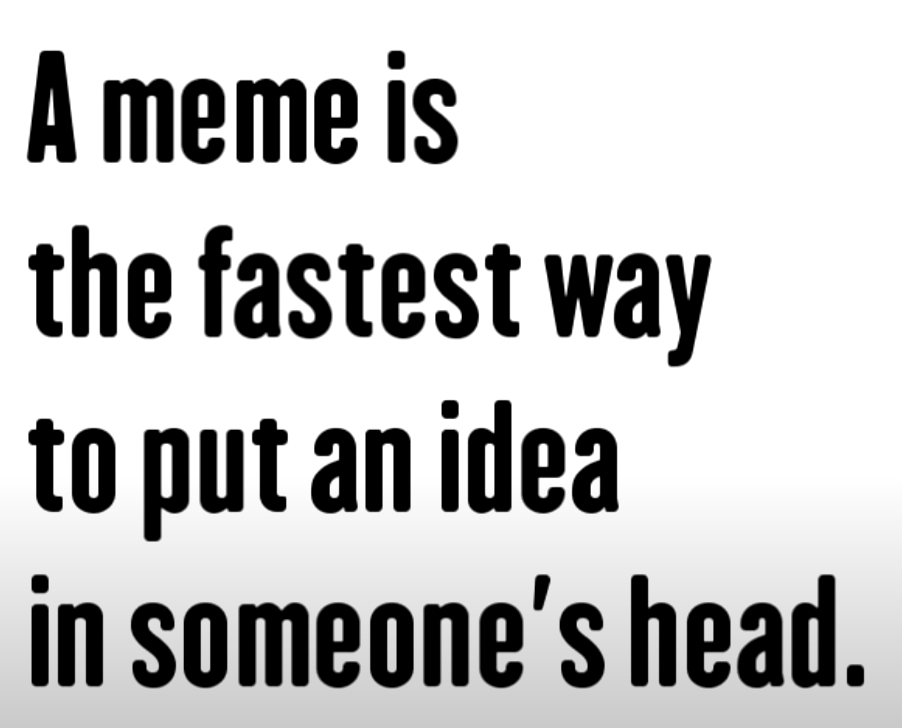 A meme is
the fastest way
to put an idea
in someone's head.